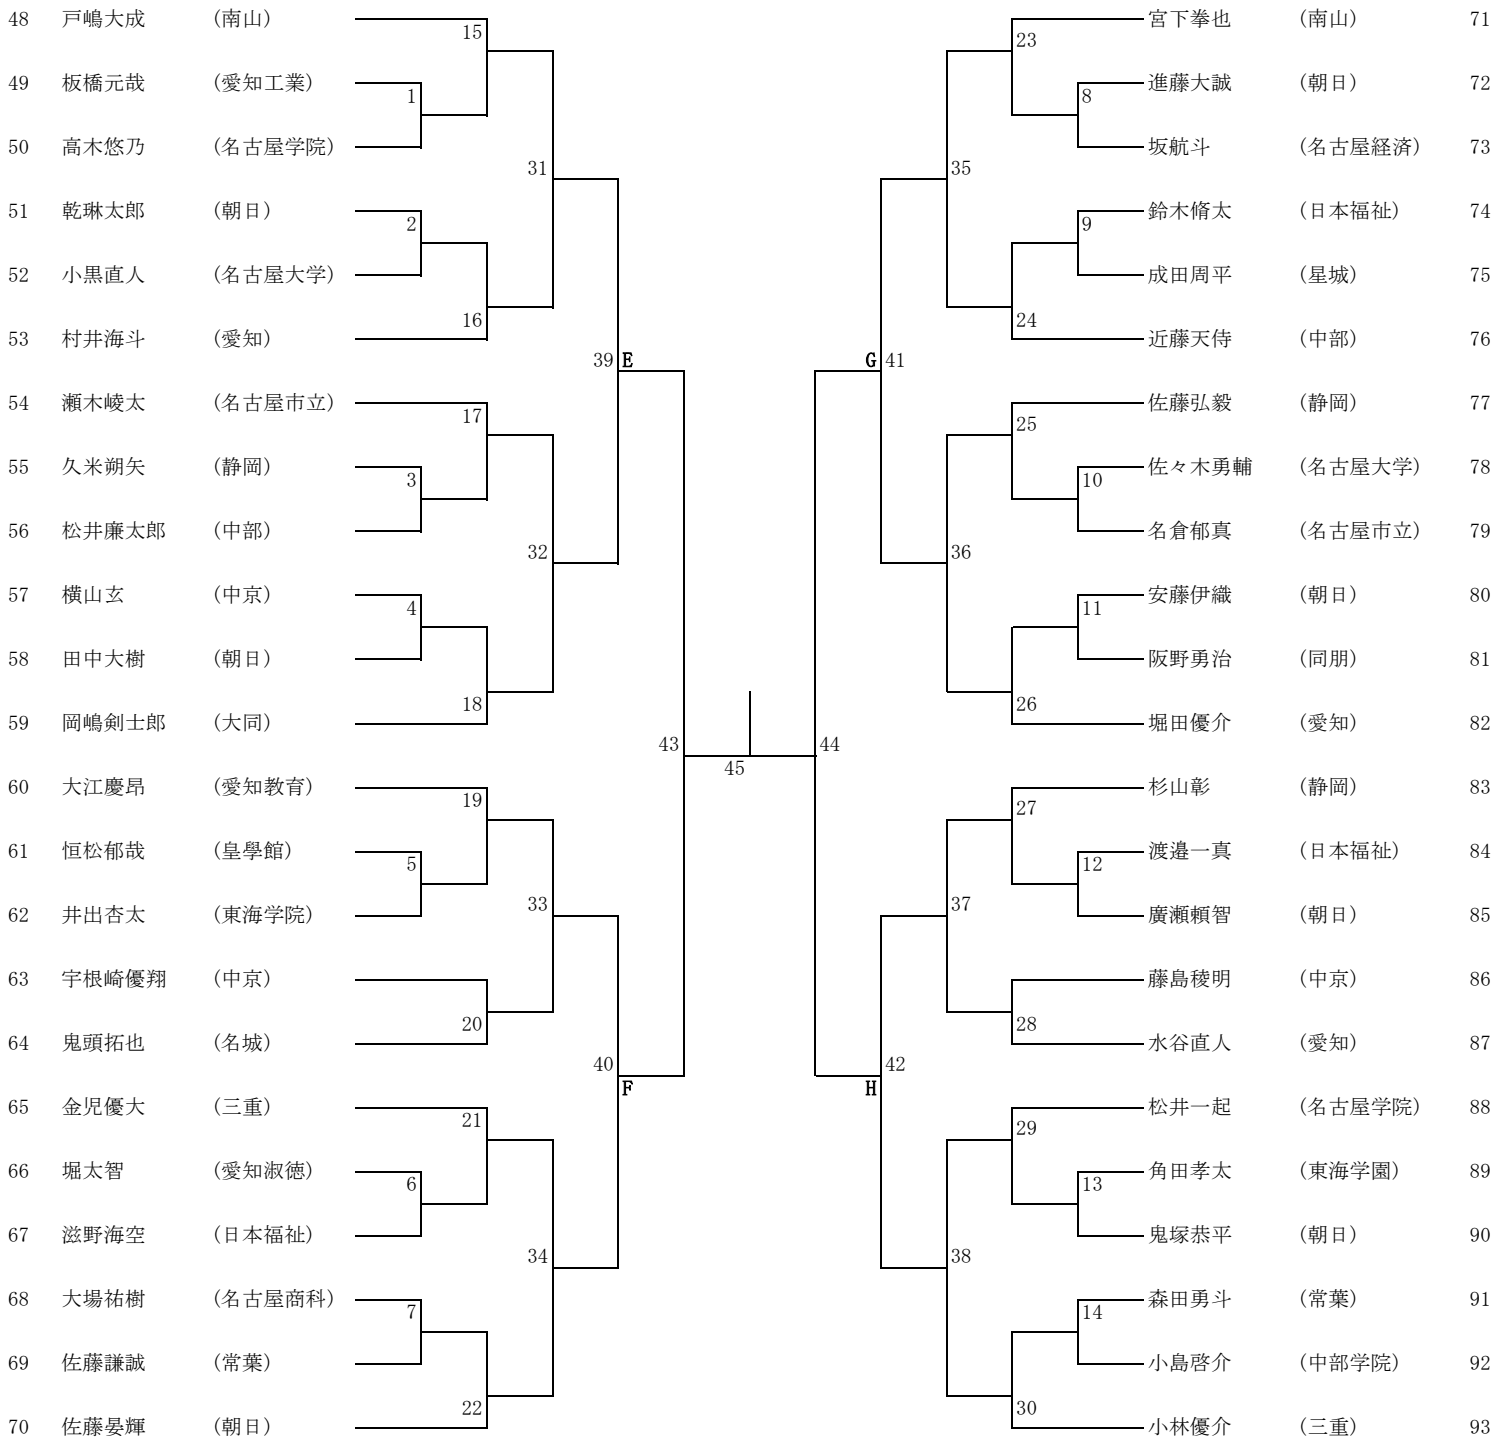 48 戸嶋大成 (南山)
15
49 板橋元哉 (愛知工業)
1
50 高木悠乃 (名古屋学院)
31
51 乾琳太郎 (朝日)
2
52 小黒直人 (名古屋大学)
16
53 村井海斗 (愛知)
39 E
54 瀬木崚太 (名古屋市立)
17
55 久米朔矢 (静岡)
3
56 松井廉太郎 (中部)
32
57 横山玄 (中京)
4
58 田中大樹 (朝日)
18
59 岡嶋剣士郎 (大同)
43
45
60 大江慶昂 (愛知教育)
19
61 恒松郁哉 (皇學館)
5
62 井出杏太 (東海学院)
33
63 宇根崎優翔 (中京)
20
64 鬼頭拓也 (名城)
40
F
65 金児優大 (三重)
21
66 堀太智 (愛知淑徳)
6
67 滋野海空 (日本福祉)
34
68 大場祐樹 (名古屋商科)
7
69 佐藤謙誠 (常葉)
22
70 佐藤晏輝 (朝日)
宮下拳也 (南山) 71
23
進藤大誠 (朝日) 72
8
坂航斗 (名古屋経済) 73
35
鈴木脩太 (日本福祉) 74
9
成田周平 (星城) 75
24
近藤天侍 (中部) 76
G 41
佐藤弘毅 (静岡) 77
25
佐々木勇輔 (名古屋大学) 78
10
名倉郁真 (名古屋市立) 79
36
安藤伊織 (朝日) 80
11
阪野勇治 (同朋) 81
26
堀田優介 (愛知) 82
44
杉山彰 (静岡) 83
27
渡邉一真 (日本福祉) 84
12
廣瀬頼智 (朝日) 85
37
藤島稜明 (中京) 86
28
水谷直人 (愛知) 87
42
H
松井一起 (名古屋学院) 88
29
角田孝太 (東海学園) 89
13
鬼塚恭平 (朝日) 90
38
森田勇斗 (常葉) 91
14
小島啓介 (中部学院) 92
30
小林優介 (三重) 93